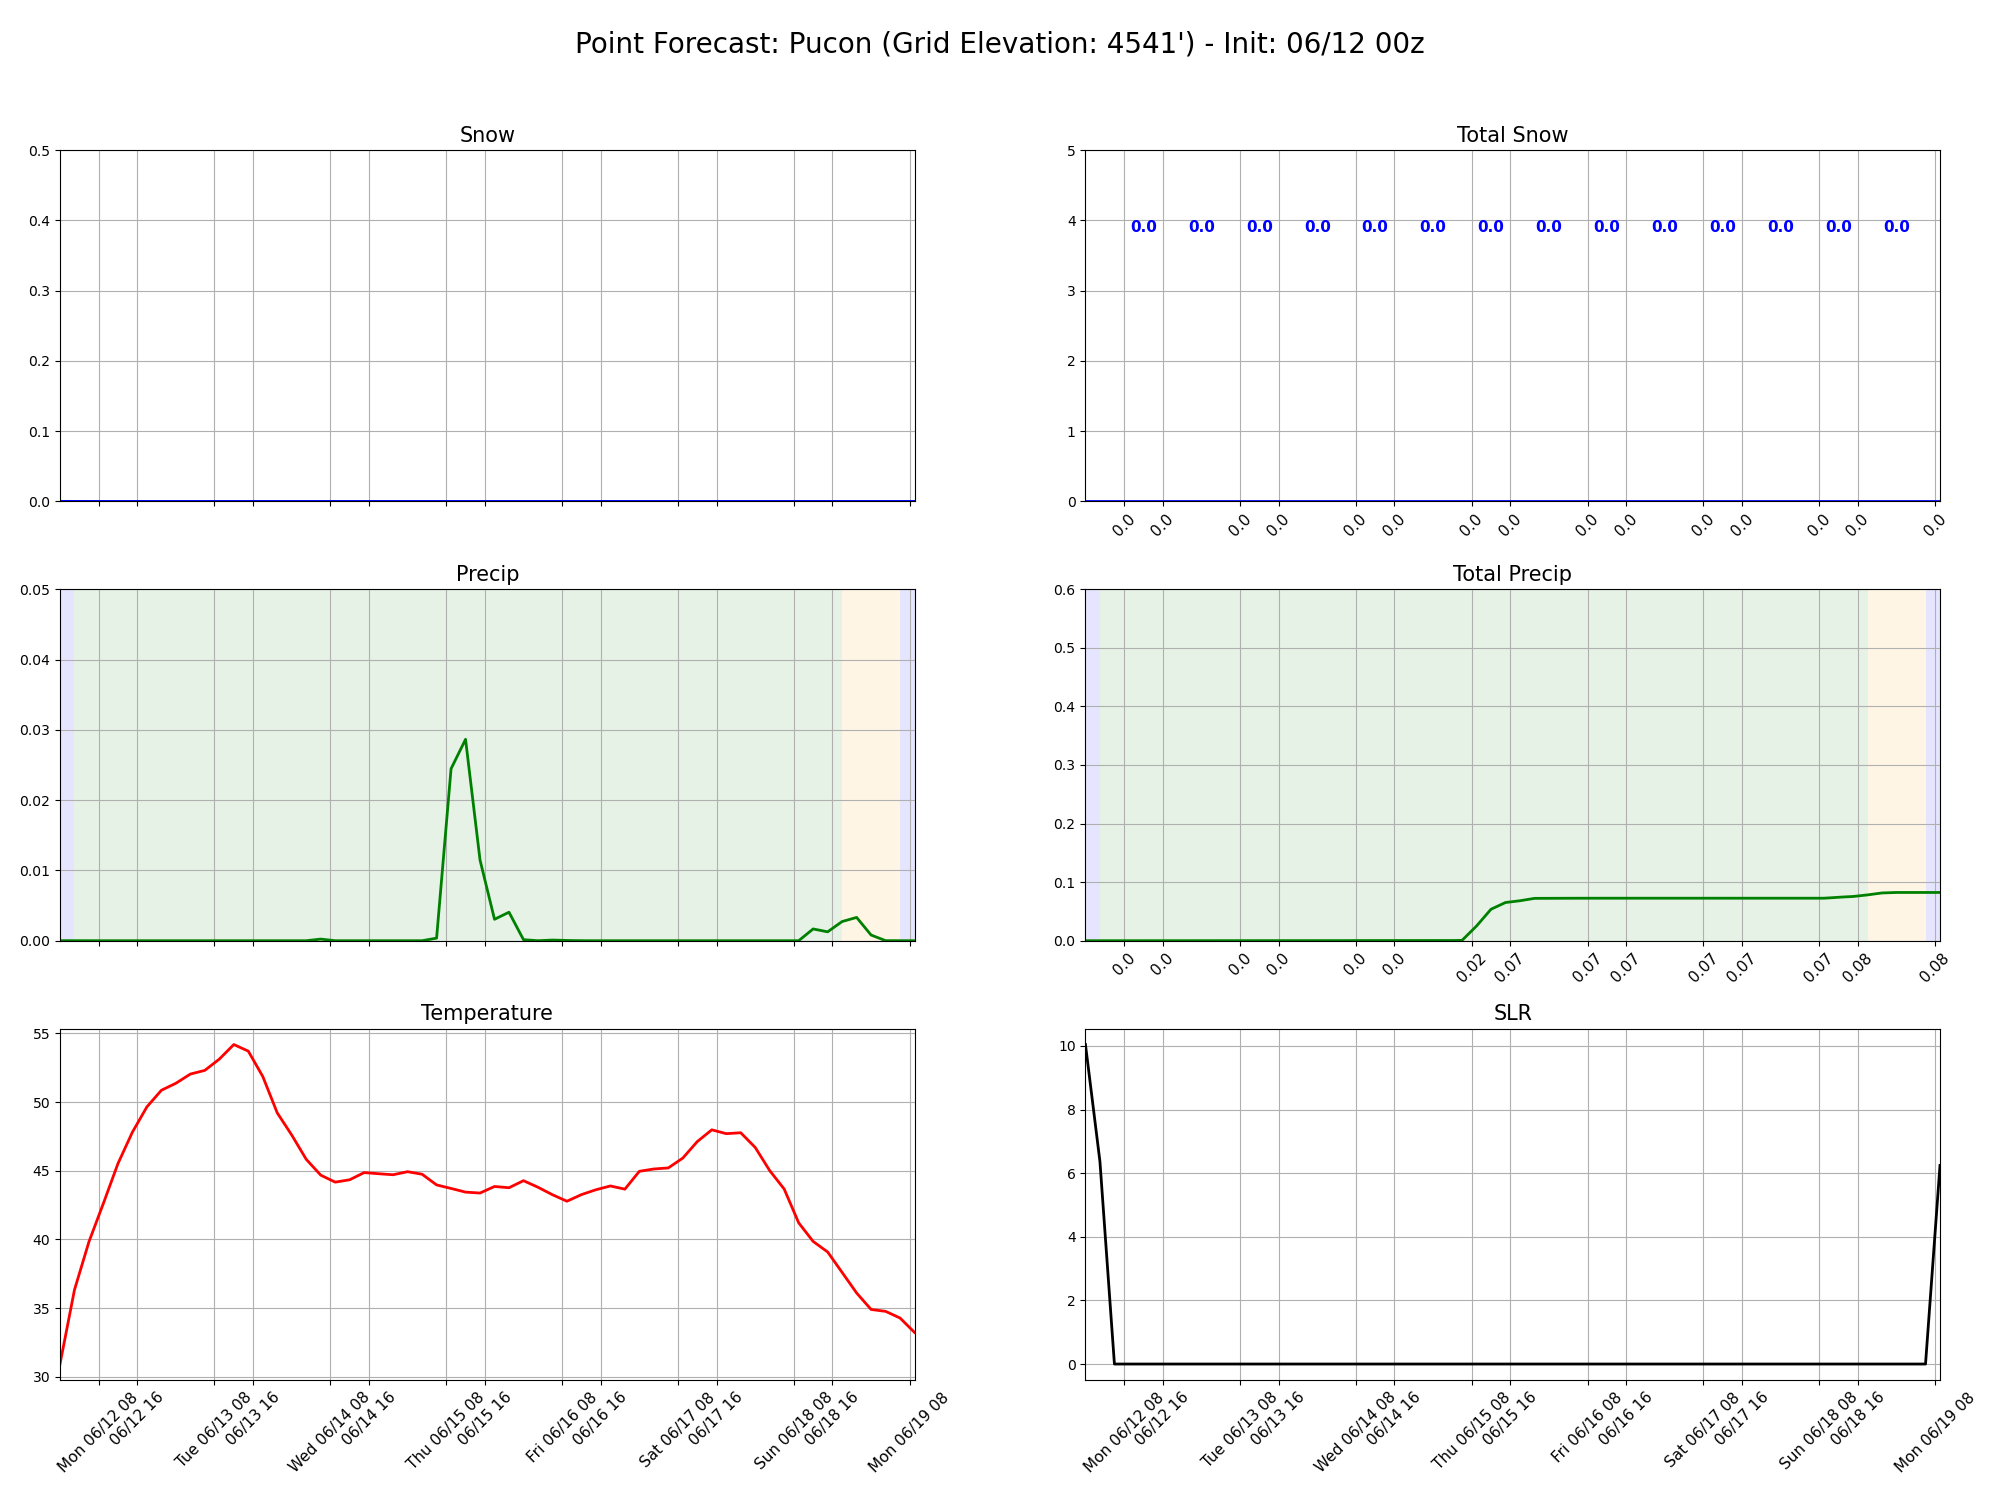 Point Forecast: Pucon (Grid Elevation: 4541') - Init: 06/12 00z
Snow
0.5
0.4
0.3
0.2
0.1
0.0
Total Snow
5
4
3
2
1
0
0.0 0.0 0.0 0.0 0.0 0.0 0.0 0.0 0.0 0.0 0.0 0.0 0.0 0.0
0.0 0.0 0.0 0.0 0.0 0.0 0.0 0.0 0.0 0.0 0.0 0.0 0.0 0.0 0.0
Precip
0.05
0.04
0.03
0.02
0.01
0.00
Total Precip
0.6
0.5
0.4
0.3
0.2
0.1
0.0
0.0 0.0 0.0 0.0 0.0 0.0 0.02 0.07 0.07 0.07 0.07 0.07 0.07 0.08 0.08
Temperature
55
50
45
40
35
30
Mon 06/12 08
06/12 16
Tue 06/13 08
06/13 16
Wed 06/14 08
06/14 16
Thu 06/15 08
06/15 16
Fri 06/16 08
06/16 16
Sat 06/17 08
06/17 16
Sun 06/18 08
06/18 16
Mon 06/19 08
SLR
10
8
6
4
2
0
Mon 06/12 08
06/12 16
Tue 06/13 08
06/13 16
Wed 06/14 08
06/14 16
Thu 06/15 08
06/15 16
Fri 06/16 08
06/16 16
Sat 06/17 08
06/17 16
Sun 06/18 08
06/18 16
Mon 06/19 08